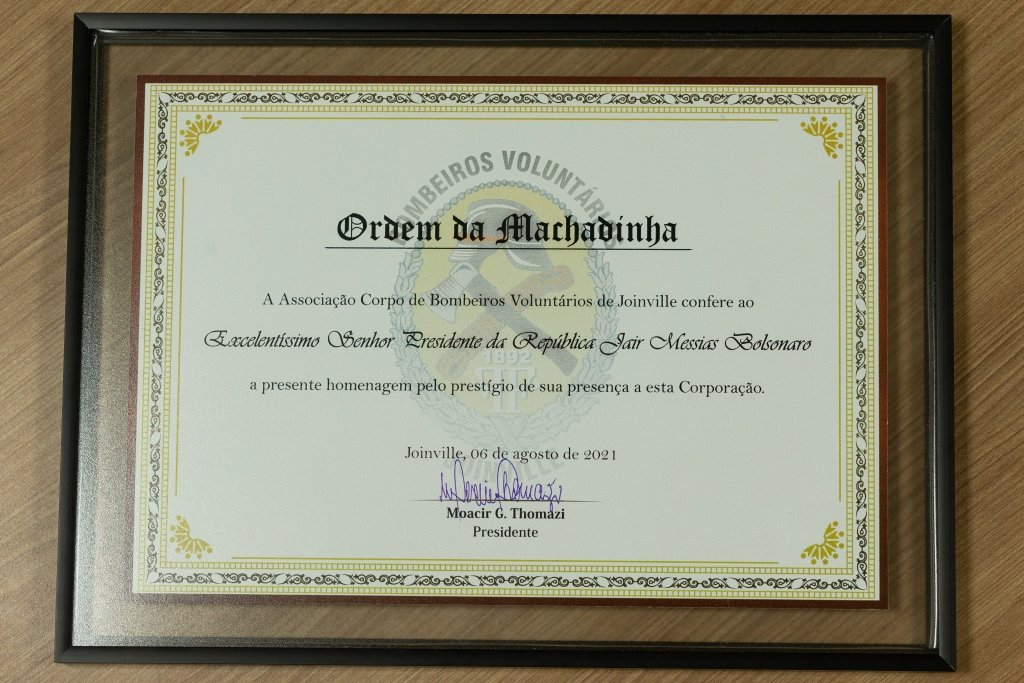 BOMBEIROS VOLUNTÁRIOS
Ordem da Machadinha
A Associação Corpo de Bombeiros Voluntários de Joinville confere ao
Excelentíssimo Senhor Presidente da República Jair Messias Bolsonaro
1892
a presente homenagem pelo prestígio de sua presença a esta Corporação.
Joinville, 06 de agosto de 2021
JOINVILLE
Moacir G. Thomazi
Presidente